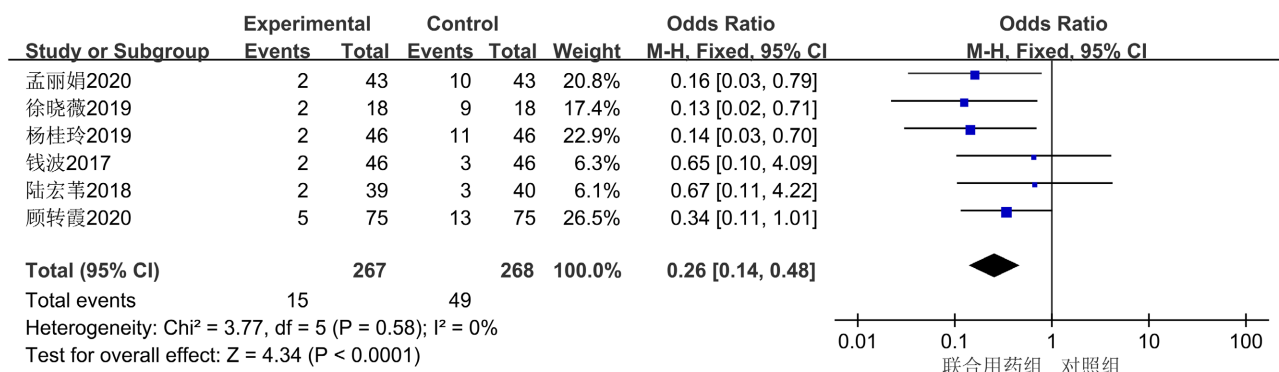 Experimental Control Odds Ratio Odds Ratio
Study or Subgroup Events Total Events Total Weight M-H, Fixed, 95% CI M-H, Fixed, 95% CI
孟丽娟2020 2 43 10 43 20.8% 0.16 [0.03, 0.79]
徐晓薇2019 2 18 9 18 17.4% 0.13 [0.02, 0.71]
杨桂玲2019 2 46 11 46 22.9% 0.14 [0.03, 0.70]
钱波2017 2 46 3 46 6.3% 0.65 [0.10, 4.09]
陆宏苇2018 2 39 3 40 6.1% 0.67 [0.11, 4.22]
顾转霞2020 5 75 13 75 26.5% 0.34 [0.11, 1.01]
Total (95% CI) 267 268 100.0% 0.26 [0.14, 0.48]
Total events 15 49
Heterogeneity: Chi² = 3.77, df = 5 (P = 0.58); I² = 0%
Test for overall effect: Z = 4.34 (P < 0.0001)
0.01 0.1 1 10 100
联合用药组 对照组